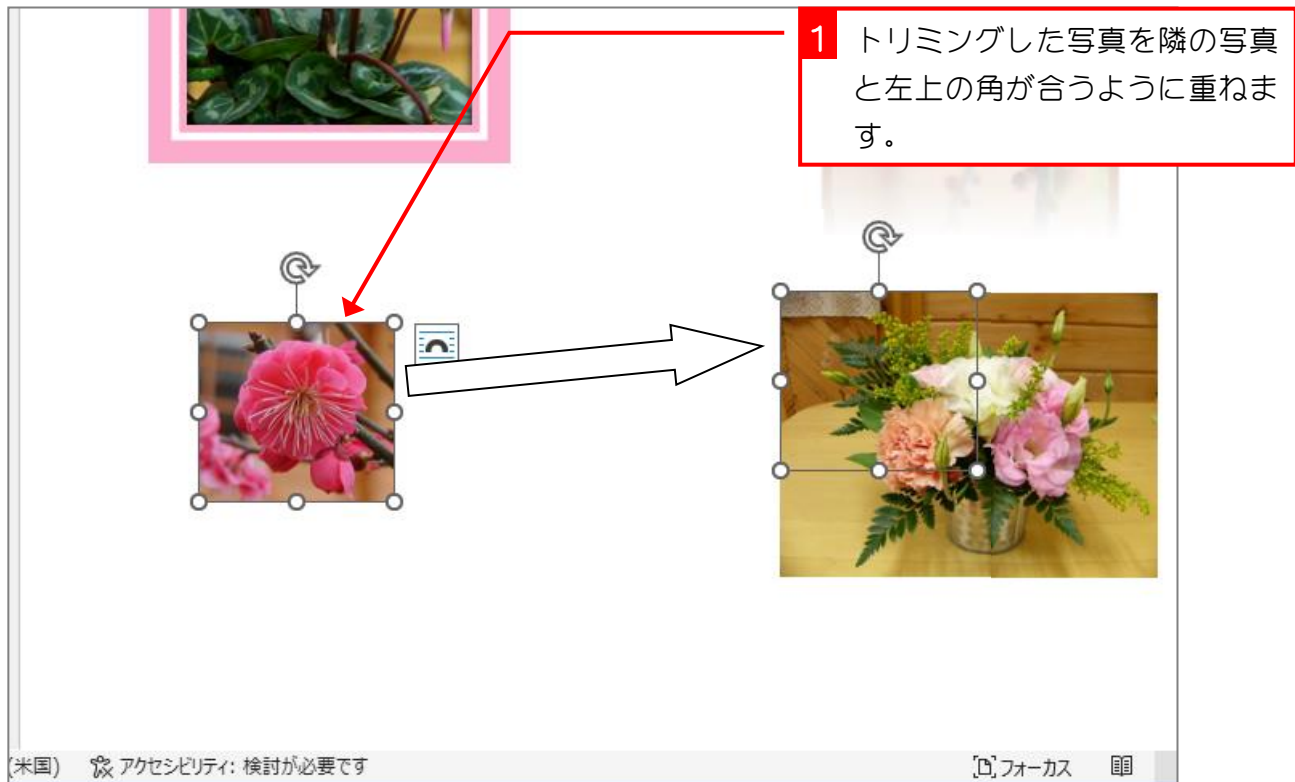 1 トリミングした写真を隣の写真
と左上の角が合うように重ねま
す。
(米国) アクセシビリティ: 検討が必要です フォーカス